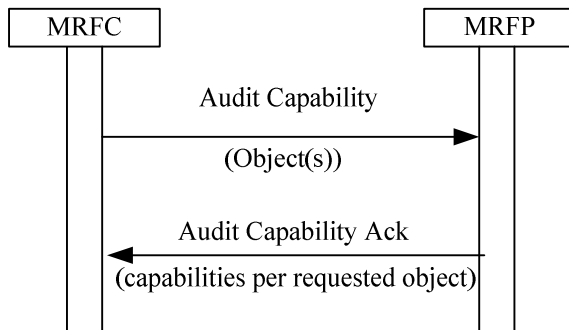 MRFC
MRFP
Audit Capability
(Object(s))
Audit Capability Ack
(capabilities per requested object)